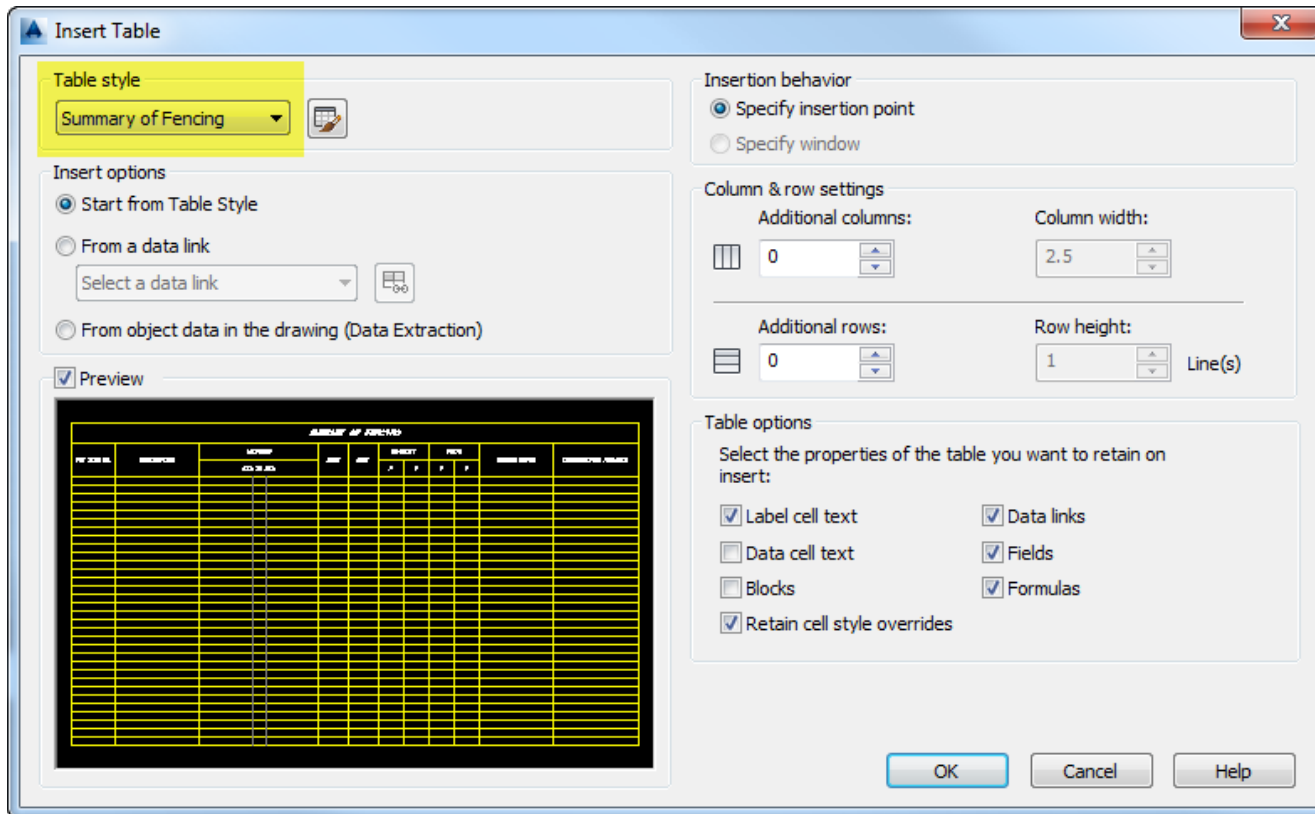 Insert Table
Table style
Summary of Fencing
Insert options
Start from Table Style
From a data link
Select a data link
From object data in the drawing (Data Extraction)
Preview
Insertion behavior
Specify insertion point
Specify window
Column & row settings
Additional columns:
Column width:
0
2.5
Additional rows:
Row height:
0
1
Line(s)
Table options
Select the properties of the table you want to retain on
insert:
Label cell text
Data links
Data cell text
Fields
Blocks
Formulas
Retain cell style overrides
OK
Cancel
Help